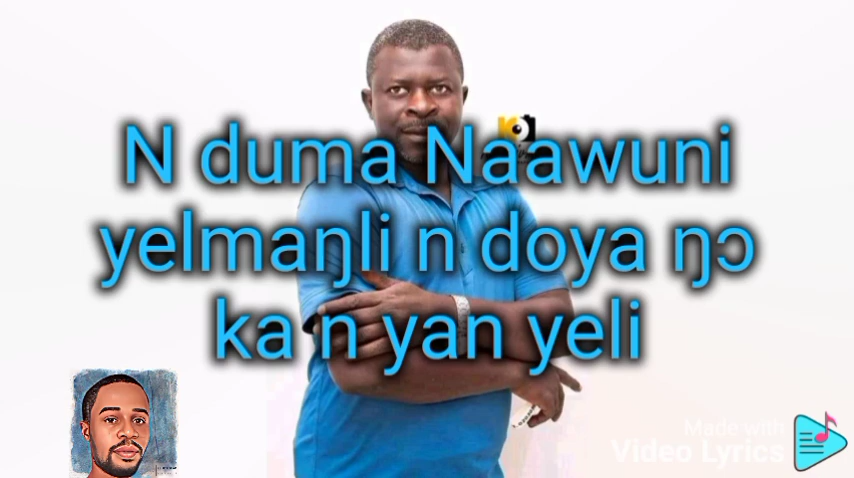 N duma Naawuni
yelmaŋli n doya ŋɔ
ka n yan yeli
Made with
Video Lyrics